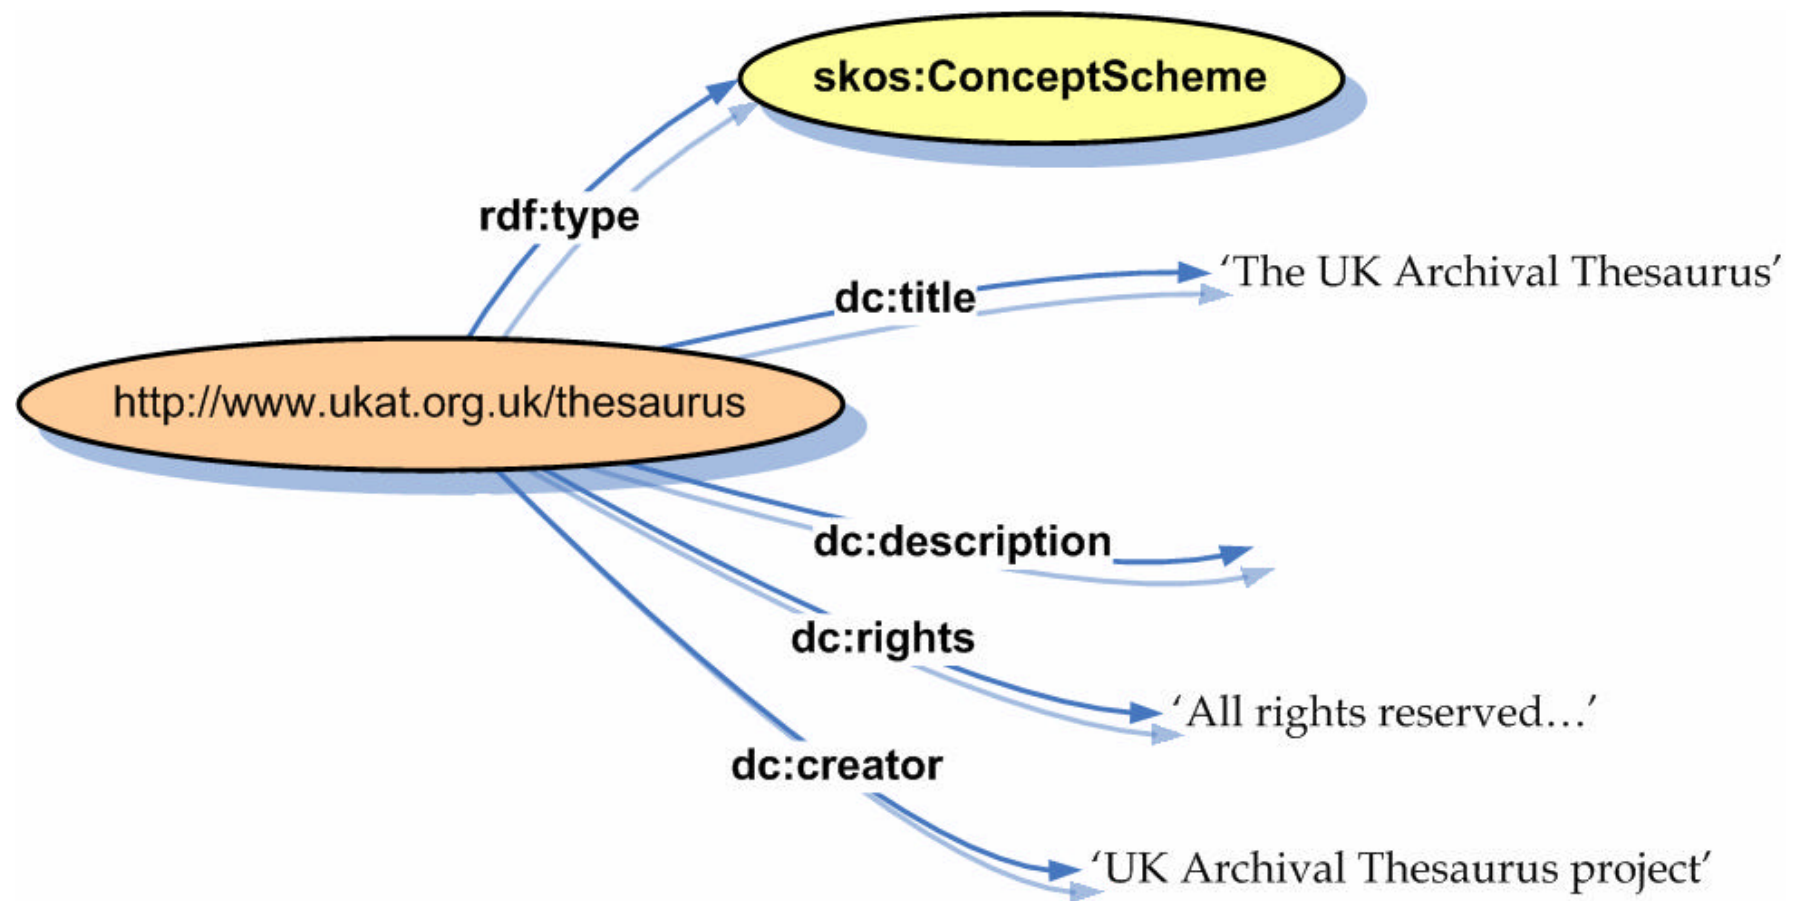 skos:ConceptScheme
rdf:type
‘The UK Archival Thesaurus’
dc:title
http://www.ukat.org.uk/thesaurus
dc:description
dc:rights
‘All rights reserved…’
dc:creator
‘UK Archival Thesaurus project’